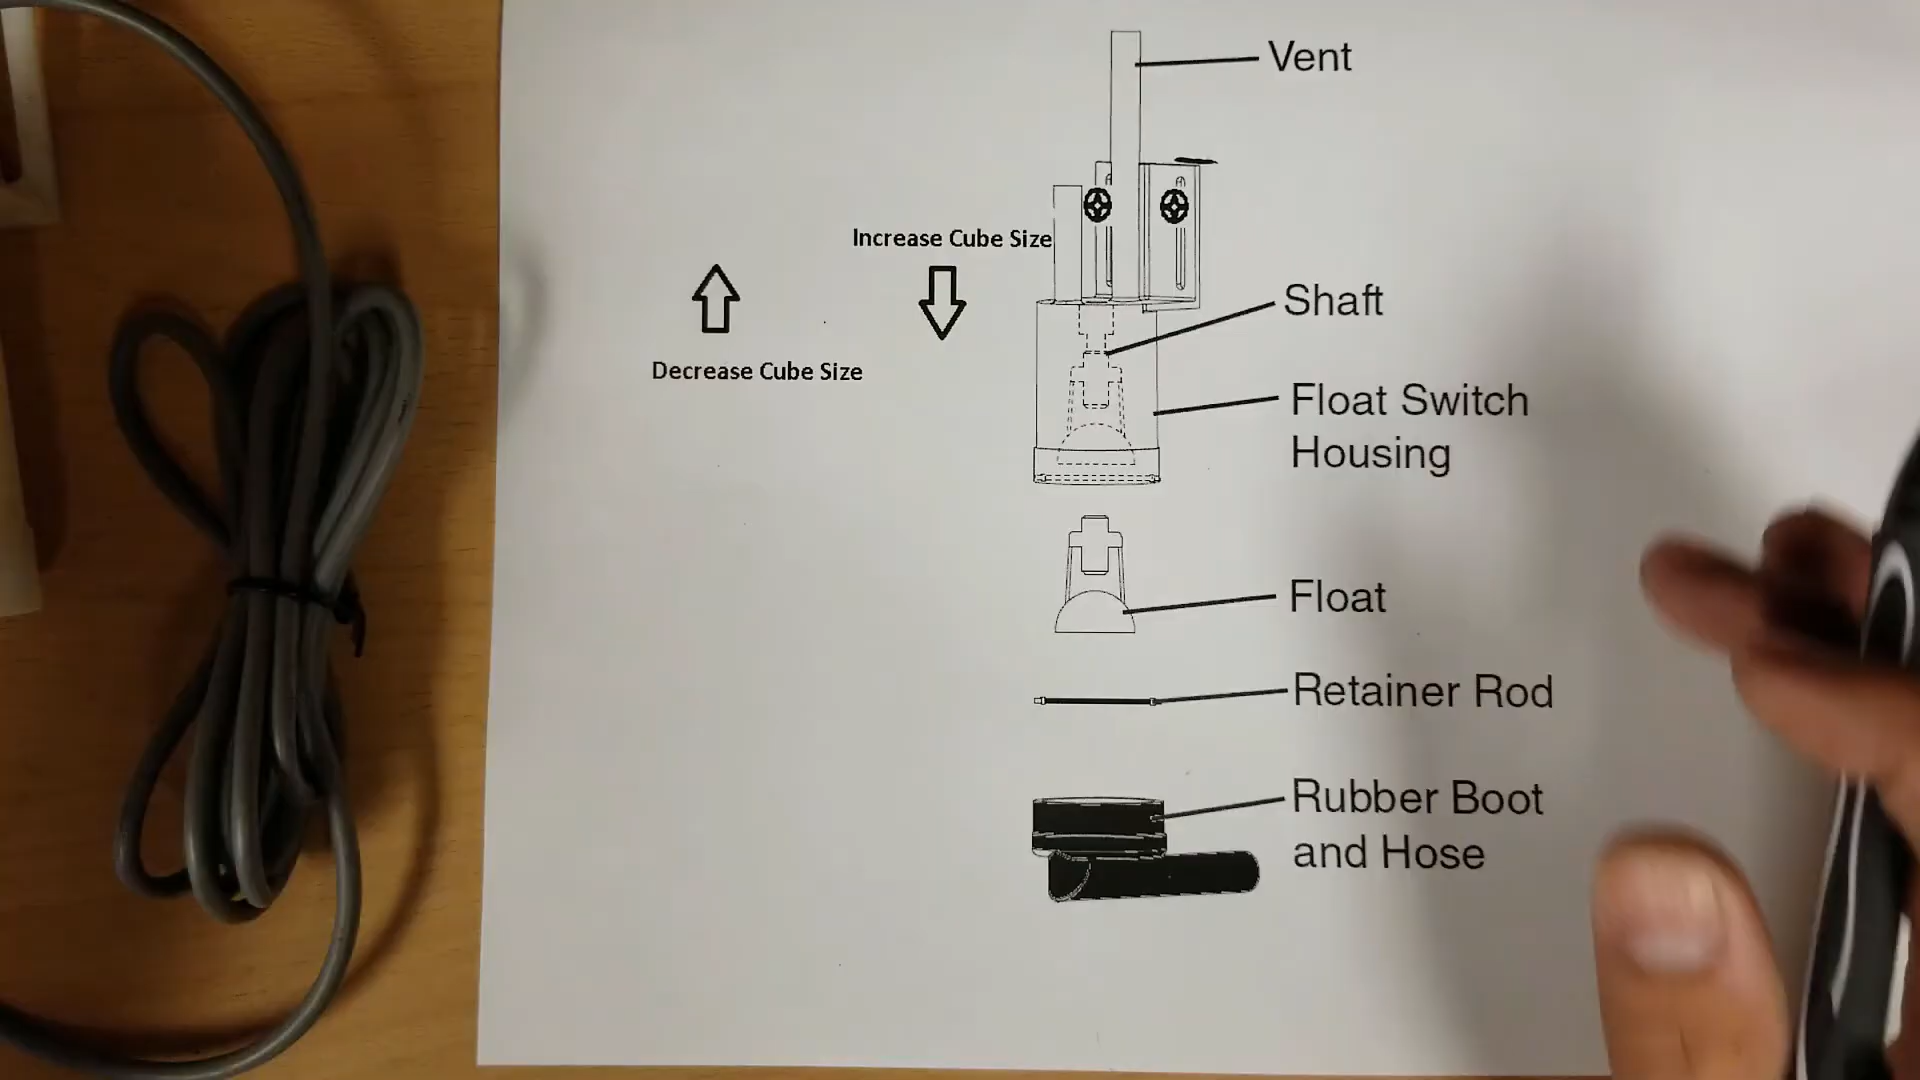 Vent
Increase Cube Size
Shaft
Decrease Cube Size
Float Switch
Housing
Float
Retainer Rod
Rubber Boot
and Hose